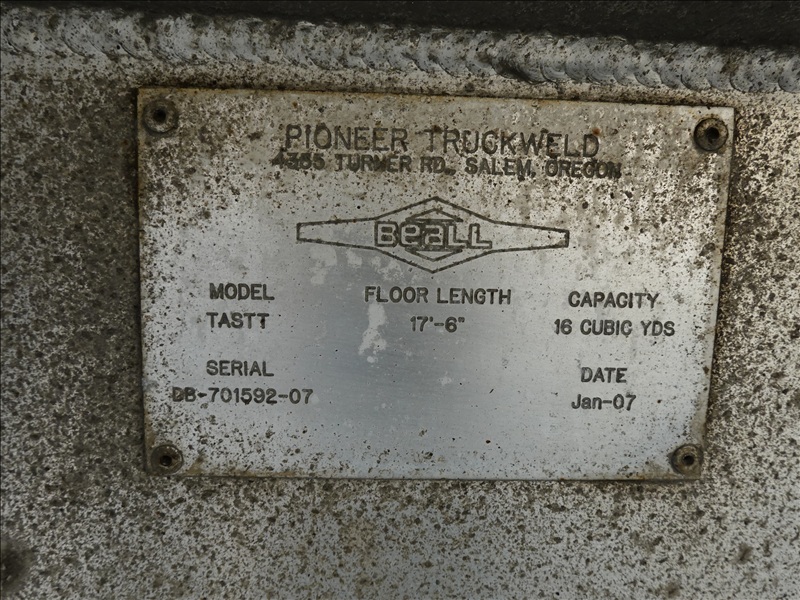 PIONEER TRUCKWELD
4355 TURNER RD., SALEM, OREGON
BEALL
MODEL FLOOR LENGTH CAPACITY
TASTT 17'-6" 16 CUBIC YDS
SERIAL DATE
DB-701592-07 Jan-07